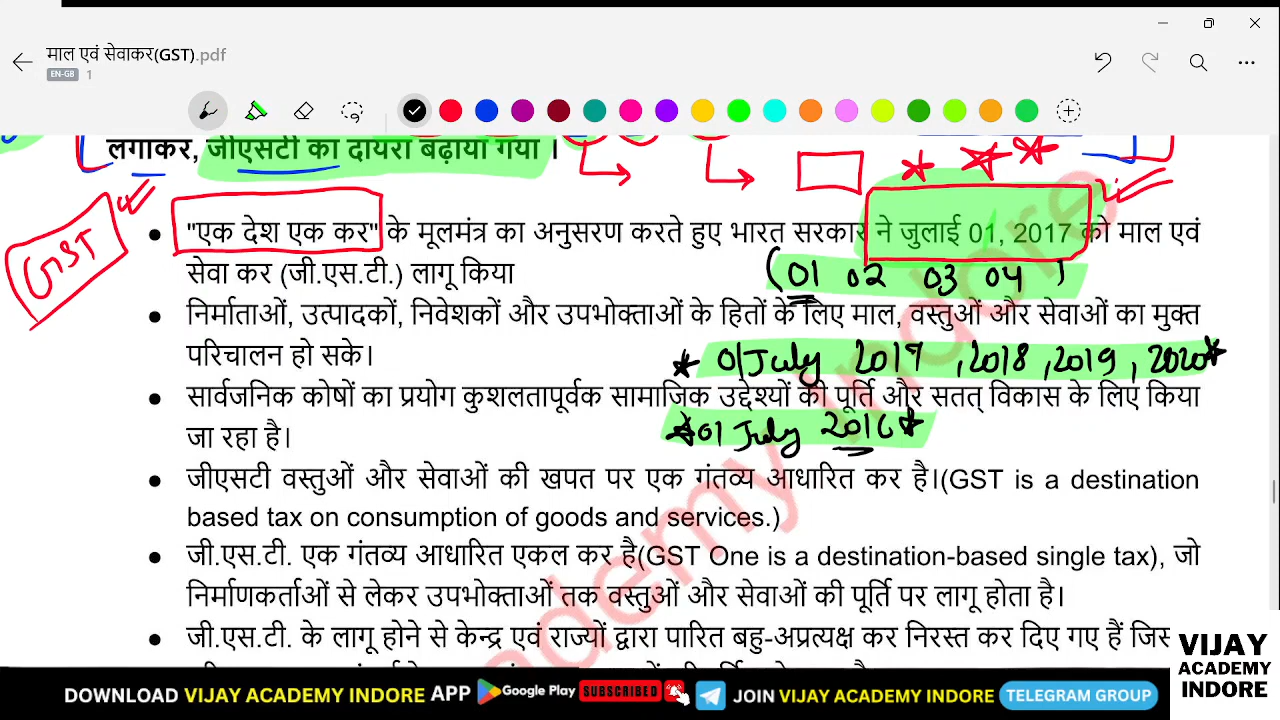 माल एवं सेवाकर(GST).pdf
EN-GB 1
लगाकर, जीएसटी का दायरा बढ़ाया गया ।
GST
"एक देश एक कर" के मूलमंत्र का अनुसरण करते हुए भारत सरकार ने जुलाई 01, 2017 को माल एवं
सेवा कर (जी.एस.टी.) लागू किया
(01 02 03 04 )
निर्माताओं, उत्पादकों, निवेशकों और उपभोक्ताओं के हितों के लिए माल, वस्तुओं और सेवाओं का मुक्त
परिचालन हो सके।
01 July 2017 , 2018 , 2019 , 2020
सार्वजनिक कोषों का प्रयोग कुशलतापूर्वक सामाजिक उद्देश्यों की पूर्ति और सतत् विकास के लिए किया
जा रहा है।
01 July 2016
जीएसटी वस्तुओं और सेवाओं की खपत पर एक गंतव्य आधारित कर है।(GST is a destination
based tax on consumption of goods and services.)
जी.एस.टी. एक गंतव्य आधारित एकल कर है(GST One is a destination-based single tax), जो
निर्माणकर्ताओं से लेकर उपभोक्ताओं तक वस्तुओं और सेवाओं की पूर्ति पर लागू होता है।
जी.एस.टी. के लागू होने से केन्द्र एवं राज्यों द्वारा पारित बहु-अप्रत्यक्ष कर निरस्त कर दिए गए हैं जिस
ademy Indore
VIJAY
ACADEMY
INDORE
DOWNLOAD VIJAY ACADEMY INDORE APP Google Play SUBSCRIBED JOIN VIJAY ACADEMY INDORE TELEGRAM GROUP